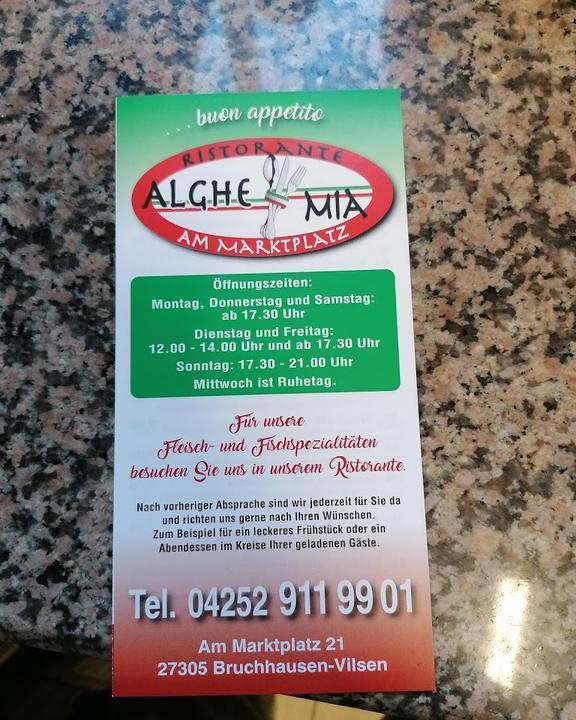 ...buon appetito
RISTORANTE
ALGHE MIA
AM MARKTPLATZ
Öffnungszeiten:
Montag, Donnerstag und Samstag:
ab 17.30 Uhr
Dienstag und Freitag:
12.00 - 14.00 Uhr und ab 17.30 Uhr
Sonntag: 17.30 - 21.00 Uhr
Mittwoch ist Ruhetag.
Für unsere
Fleisch- und Fischspezialitäten
besuchen Sie uns in unserem Ristorante.
Nach vorheriger Absprache sind wir jederzeit für Sie da
und richten uns gerne nach Ihren Wünschen.
Zum Beispiel für ein leckeres Frühstück oder ein
Abendessen im Kreise Ihrer geladenen Gäste.
Tel. 04252 911 99 01
Am Marktplatz 21
27305 Bruchhausen-Vilsen